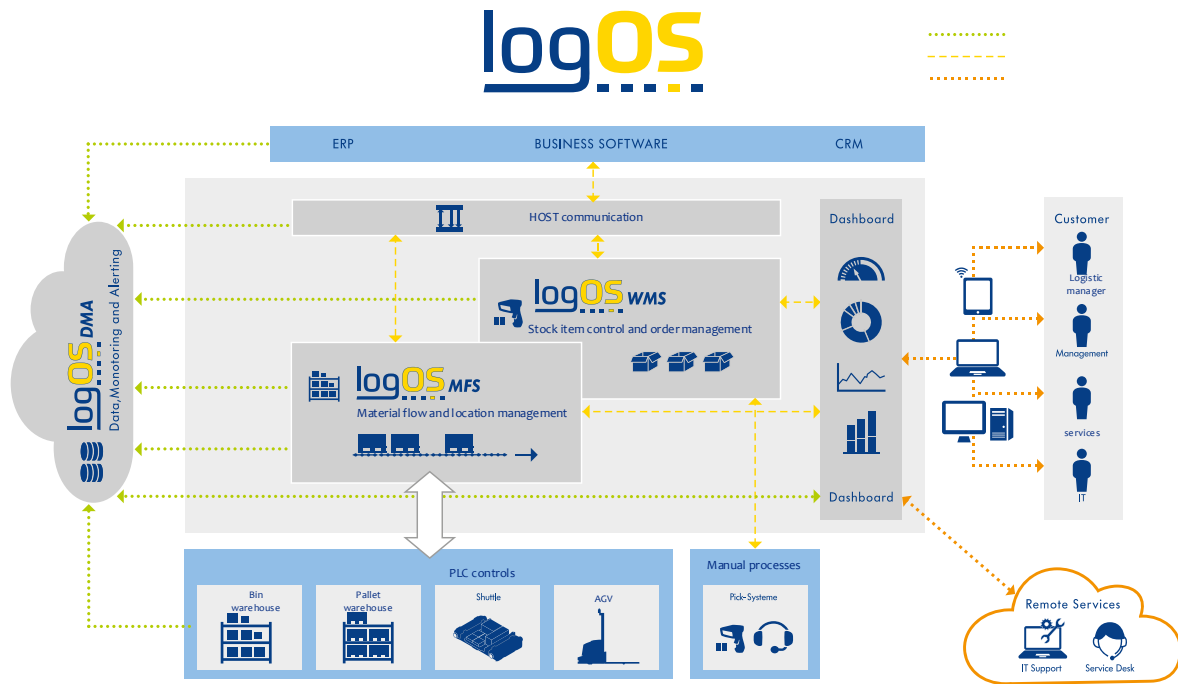 logOS
ERP
BUSINESS SOFTWARE
CRM
HOST communication
Dashboard
Customer
logOS WMS
Stock item control and order management
logOS MFS
Material flow and location management
logOS DMA
Data,Monotoring and Alerting
Logistic
manager
Management
services
IT
Dashboard
PLC controls
Bin
warehouse
Pallet
warehouse
Shuttle
AGV
Manual processes
Pick-Systeme
Remote Services
IT Support
Service Desk